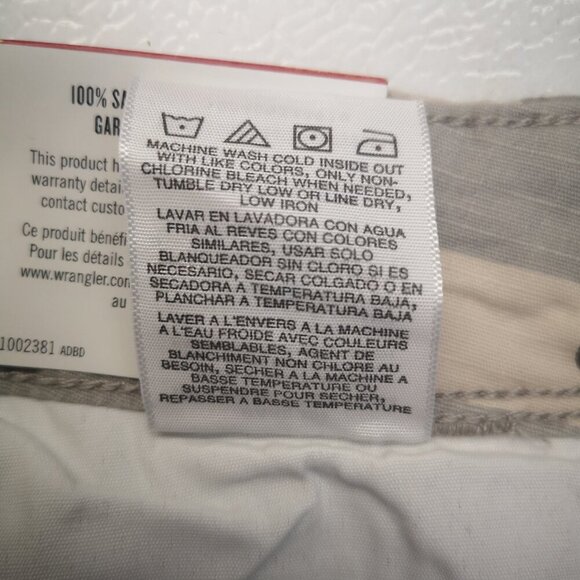 100%
GAR
This product
warranty detai
contact custo
Ce produit bénéfi
Pour les détails
www.wrangler.com
au
1002381 ADBD
MACHINE WASH COLD INSIDE OUT
WITH LIKE COLORS, ONLY NON-
CHLORINE BLEACH WHEN NEEDED,
TUMBLE DRY LOW OR LINE DRY,
LOW IRON
LAVAR EN LAVADORA CON AGUA
FRIA AL REVES CON COLORES
SIMILARES, USAR SOLO
BLANQUEADOR SIN CLORO SI ES
NECESARIO, SECAR COLGADO O EN
SECADORA A TEMPERATURA BAJA,
PLANCHAR A TEMPERATURA BAJA
LAVER A L'ENVERS A LA MACHINE
A L'EAU FROIDE AVEC COULEURS
SEMBLABLES, AGENT DE
BLANCHIMENT NON CHLORE AU
BESOIN, SECHER A LA MACHINE A
BASSE TEMPERATURE OU
SUSPENDRE POUR SECHER,
REPASSER A BASSE TEMPERATURE